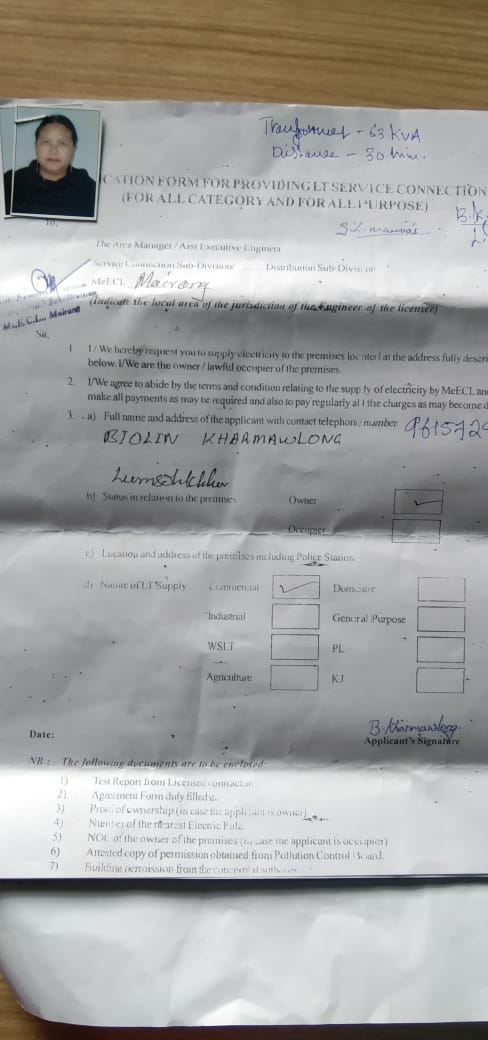 Tranformer - 63 KVA
Distance - 30 mm.
CATION FORM FOR PROVIDING LT SERVICE CONNECTION
(FOR ALL CATEGORY AND FOR ALL PURPOSE)
B.K.
To,
The Area Manager / Asst Executive Engineer
Service Connection Sub-Division/ Distribution Sub-Division
MeECL Mairang
(Indicate the local area of the jurisdiction of the Engineer of the licensee)
M.E.C.L., Mairang
Sir,
1 I/ We hereby request you to supply electricity to the premises located at the address fully descri
below. I/We are the owner / lawful occupier of the premises.
2. I/We agree to abide by the terms and condition relating to the supply of electricity by MeECL and
make all payments as may be required and also to pay regularly all the charges as may become d
3. . a) Full name and address of the applicant with contact telephone number. 9615729
BIOLIN KHARMAWLONG
b) Status in relation to the premises Owner
Occupier
c) Location and address of the premises including Police Station
d) Nature of LT Supply Commercial Domestic
Industrial General Purpose
WSLT PL
Agriculture KJ
B. Kharmawlong.
Date: Applicant's Signature
NB : The following documents are to be enclosed.
1) Test Report from Licensed contractor.
2) Agreement Form duly filled in.
3) Proof of ownership (in case the applicant is owner)
4) Number of the nearest Electric Pole.
5) NOC of the owner of the premises (in case the applicant is occupier)
6) Attested copy of permission obtained from Pollution Control Board.
7) Building permission from the concerned authority